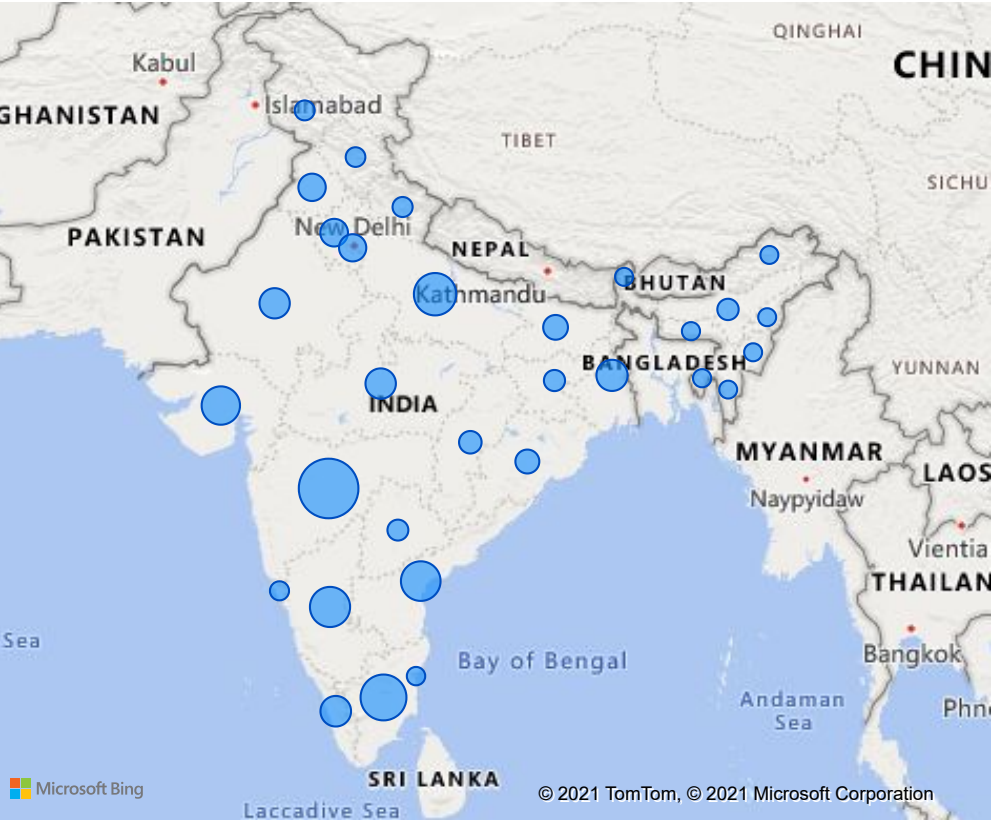 QINGHAI
Kabul
CHIN
Islamabad
GHANISTAN
TIBET
SICHU
New Delhi
PAKISTAN
NEPAL
BHUTAN
Kathmandu
BANGLADESH
YUNNAN
INDIA
MYANMAR
LAOS
Naypyidaw
Vientia
THAILAN
Sea
Bay of Bengal
Bangkok
Andaman
Sea
Phn
SRI LANKA
Microsoft Bing
© 2021 TomTom, © 2021 Microsoft Corporation
Laccadive Sea